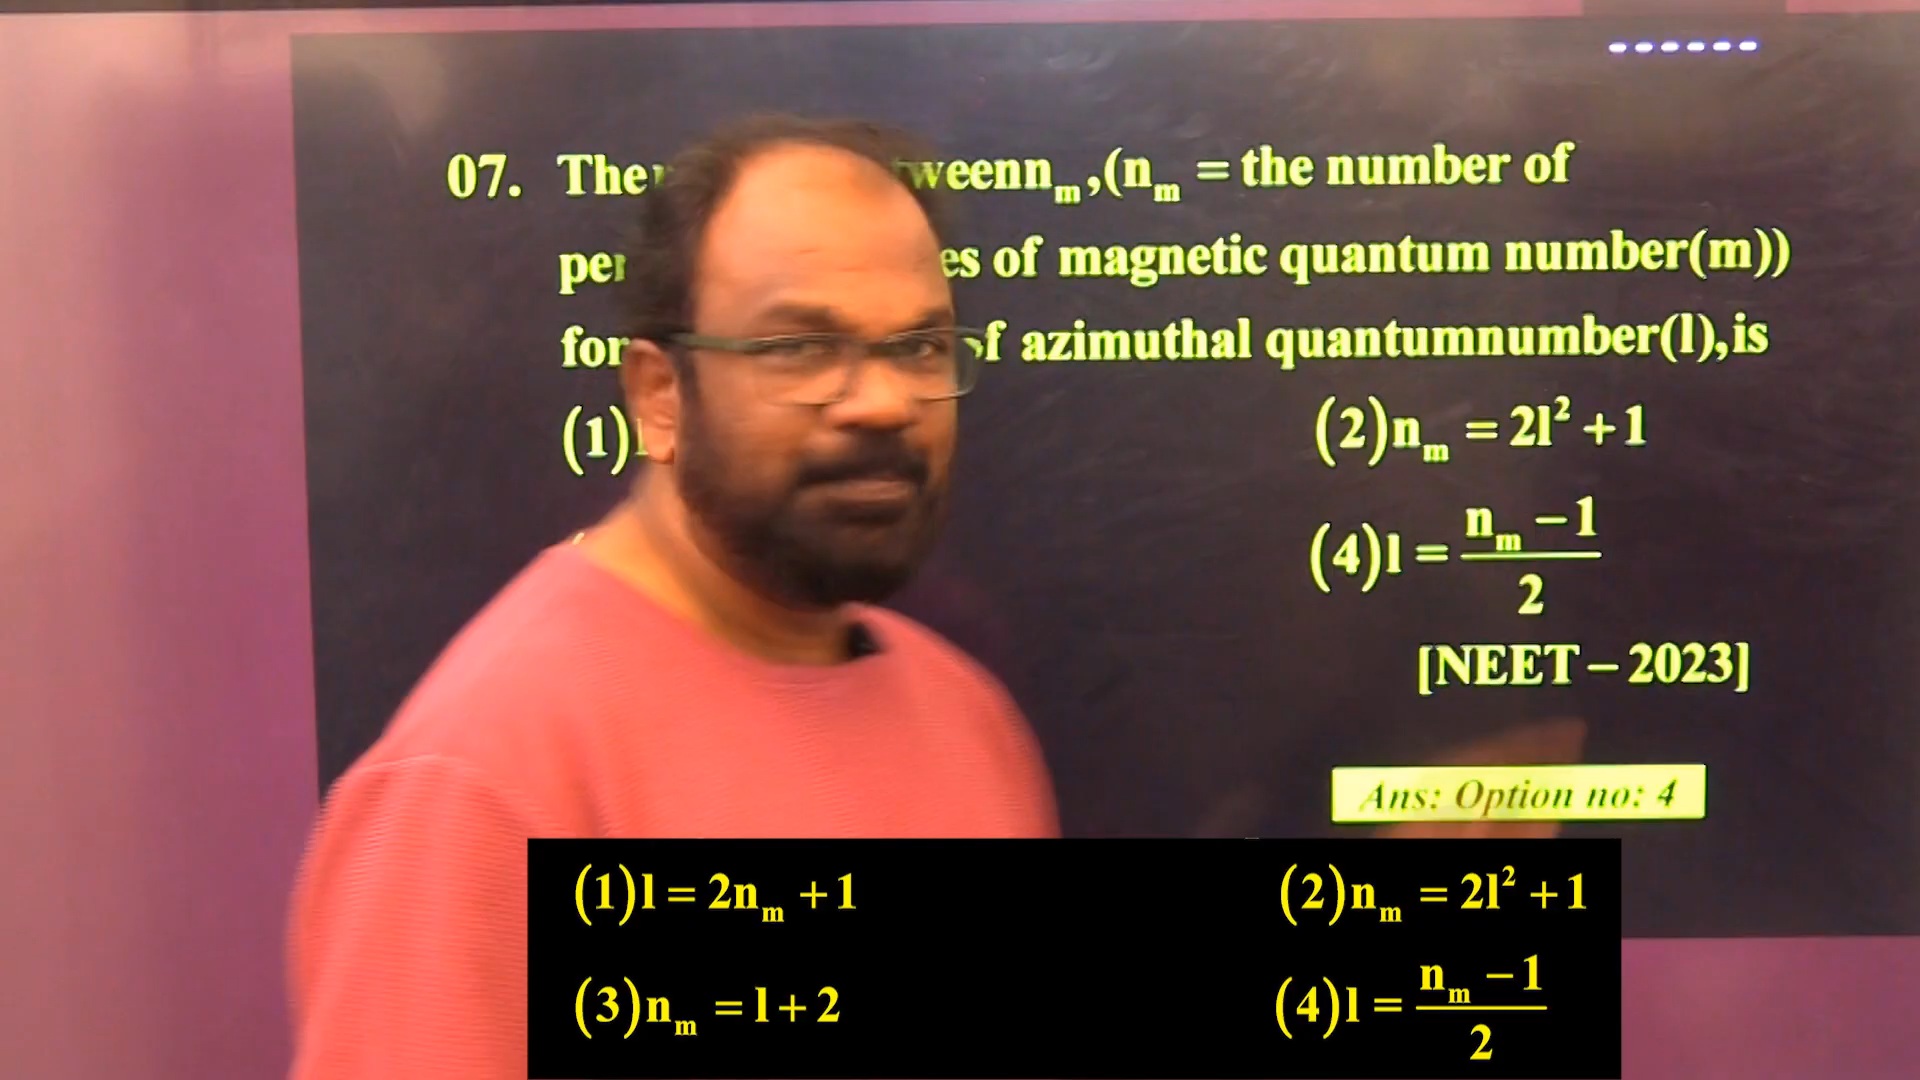 07. The weenn_m,(n_m = the number of
es of magnetic quantum number(m))
for of azimuthal quantumnumber(l),is
(1) (2)n_m = 2l² + 1
(4)l = (n_m − 1)/2
[NEET – 2023]
Ans: Option no: 4
(1)l = 2n_m + 1 (2)n_m = 2l² + 1
(3)n_m = l + 2 (4)l = (n_m − 1)/2